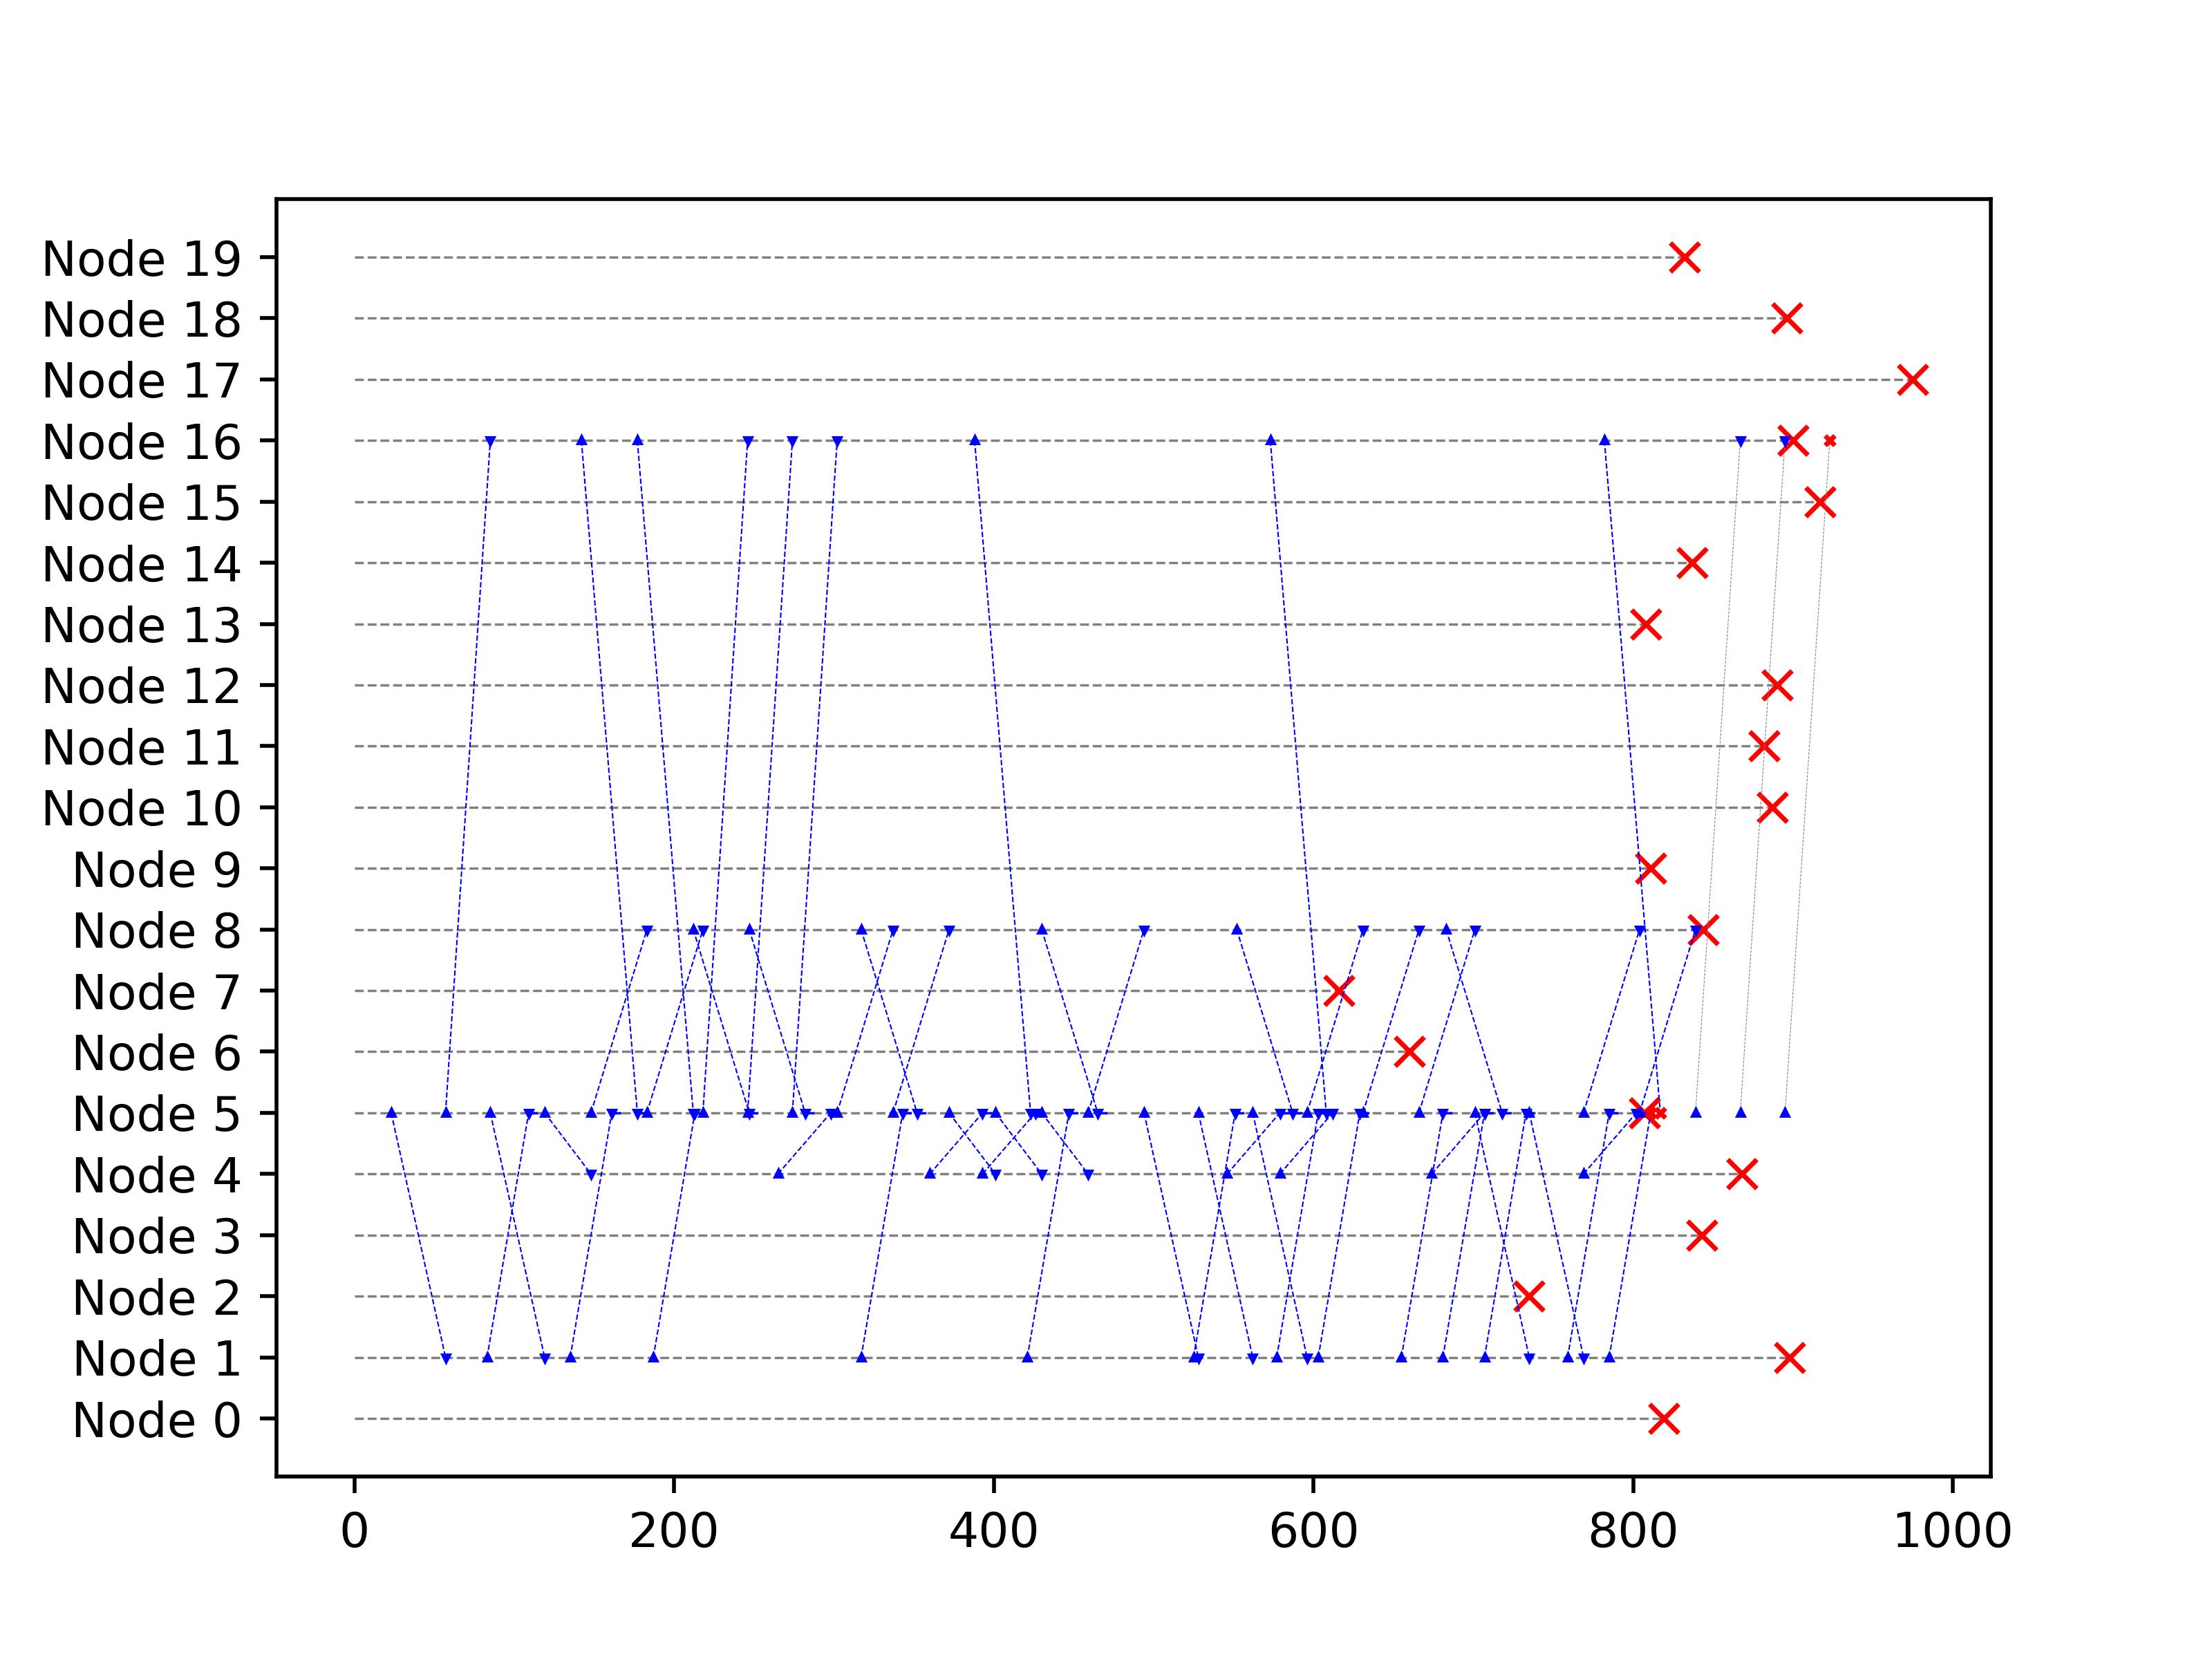 Node 19
Node 18
Node 17
Node 16
Node 15
Node 14
Node 13
Node 12
Node 11
Node 10
Node 9
Node 8
Node 7
Node 6
Node 5
Node 4
Node 3
Node 2
Node 1
Node 0
0 200 400 600 800 1000